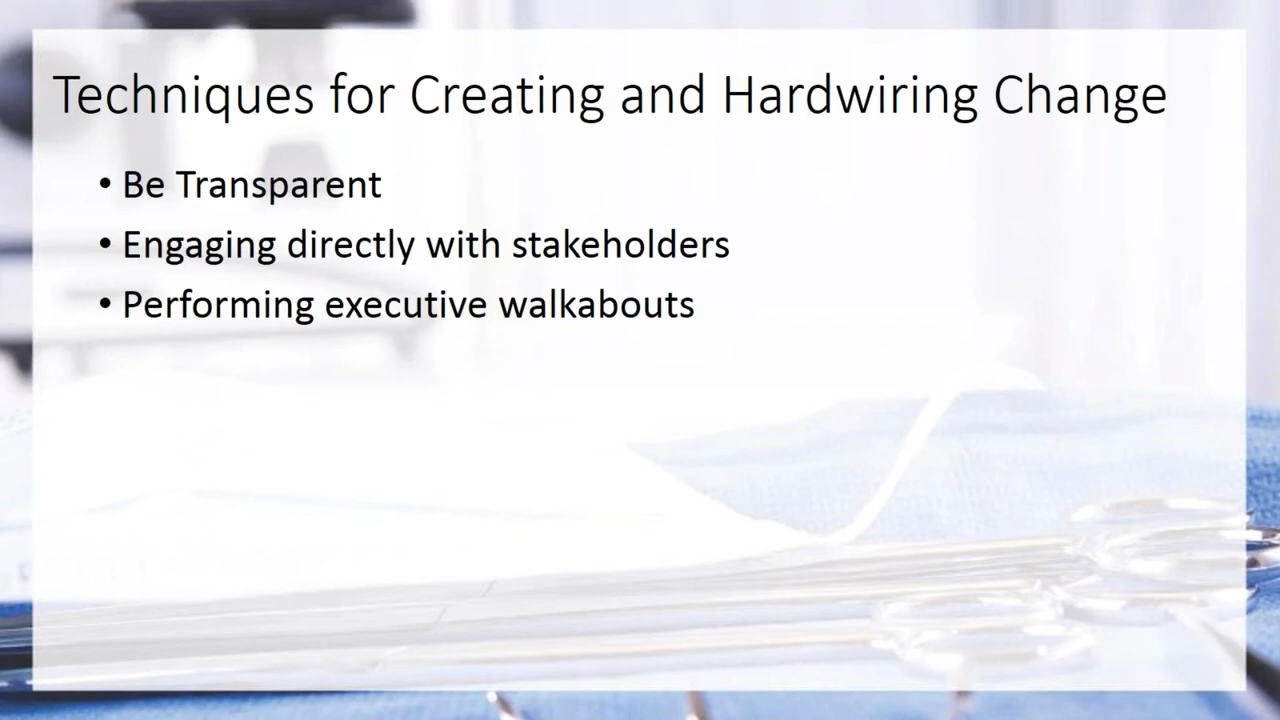 Techniques for Creating and Hardwiring Change
• Be Transparent
• Engaging directly with stakeholders
• Performing executive walkabouts